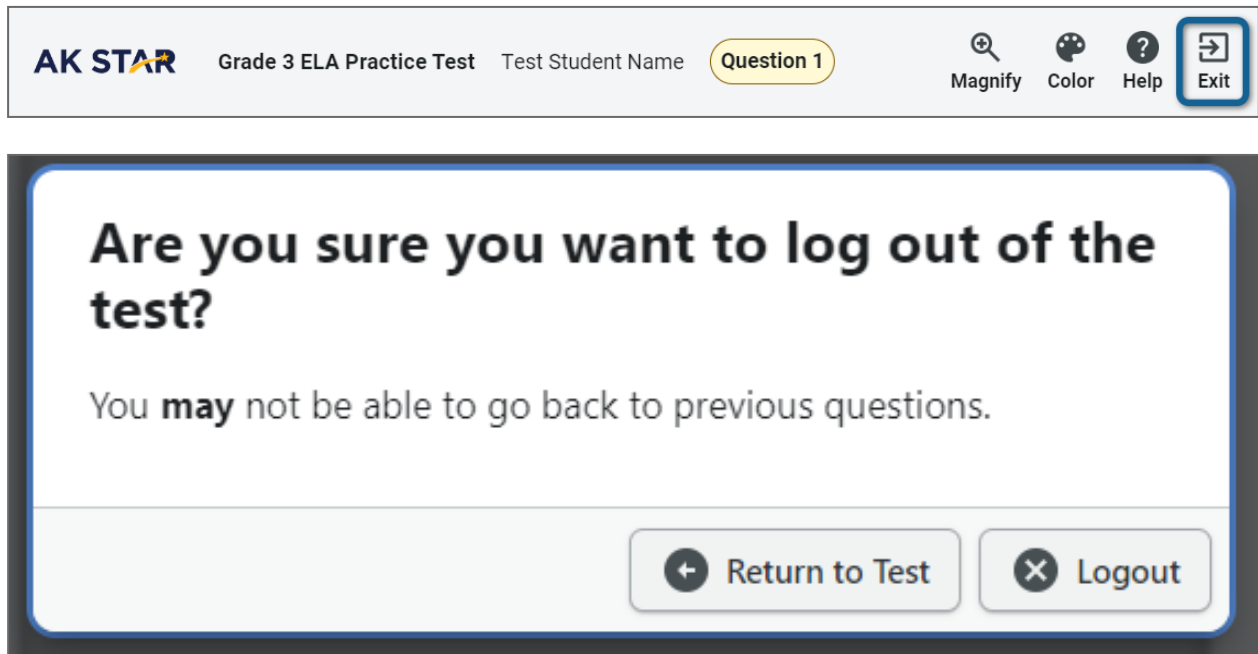 AK STAR Grade 3 ELA Practice Test Test Student Name Question 1 Magnify Color Help Exit
Are you sure you want to log out of the
test?
You may not be able to go back to previous questions.
Return to Test Logout